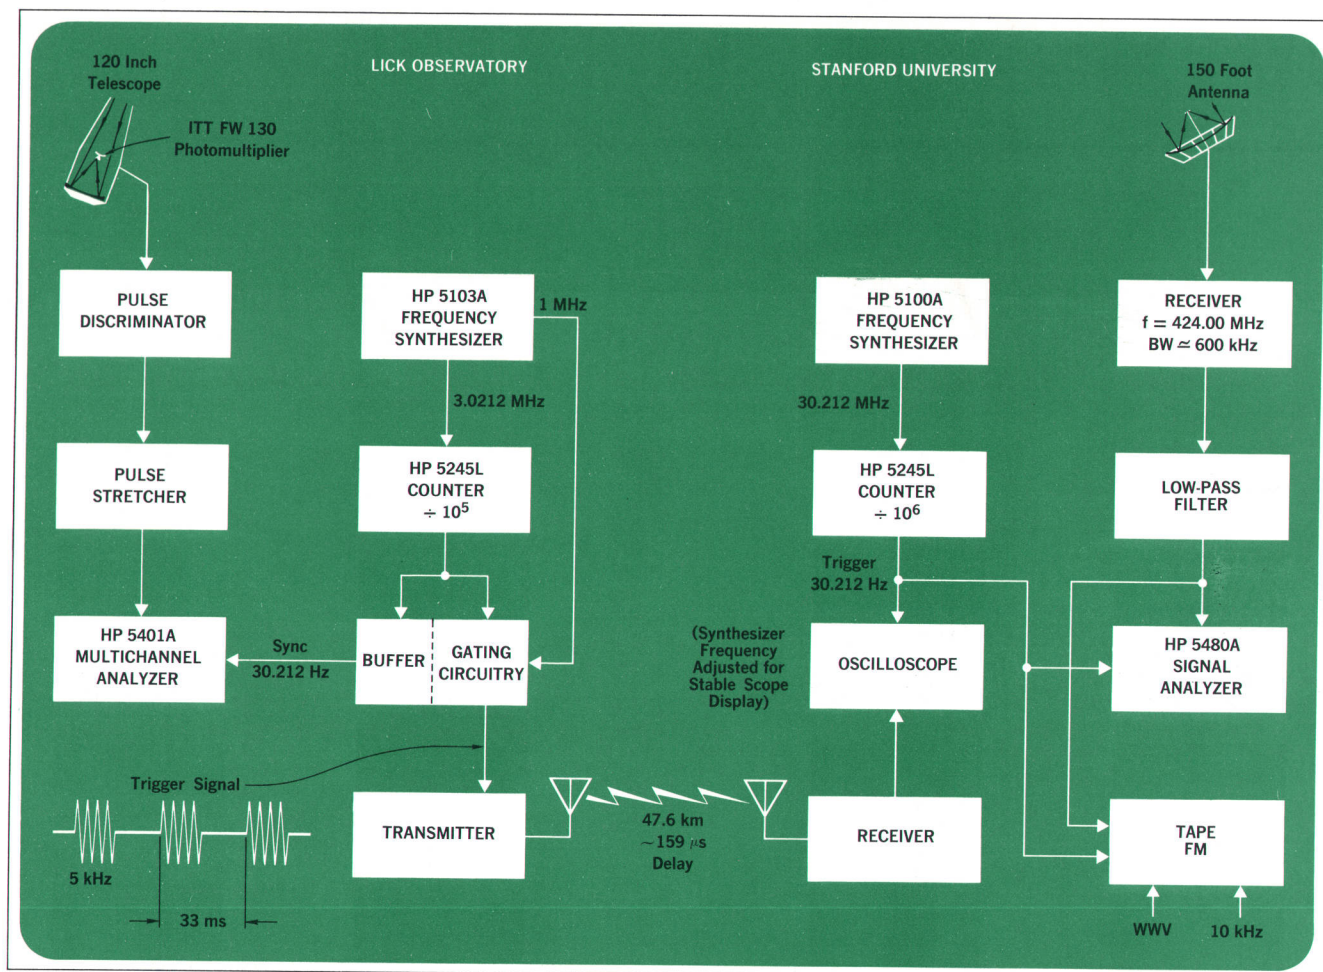 LICK OBSERVATORY
STANFORD UNIVERSITY
120 Inch
Telescope
ITT FW 130
Photomultiplier
150 Foot
Antenna
PULSE
DISCRIMINATOR
HP 5103A
FREQUENCY
SYNTHESIZER
1 MHz
HP 5100A
FREQUENCY
SYNTHESIZER
RECEIVER
f = 424.00 MHz
BW ≃ 600 kHz
3.0212 MHz
30.212 MHz
PULSE
STRETCHER
HP 5245L
COUNTER
÷ 10⁵
HP 5245L
COUNTER
÷ 10⁶
LOW-PASS
FILTER
Trigger
30.212 Hz
HP 5401A
MULTICHANNEL
ANALYZER
Sync
30.212 Hz
BUFFER
GATING
CIRCUITRY
(Synthesizer
Frequency
Adjusted for
Stable Scope
Display)
OSCILLOSCOPE
HP 5480A
SIGNAL
ANALYZER
Trigger Signal
5 kHz
33 ms
TRANSMITTER
47.6 km
~159 μs
Delay
RECEIVER
TAPE
FM
WWV
10 kHz